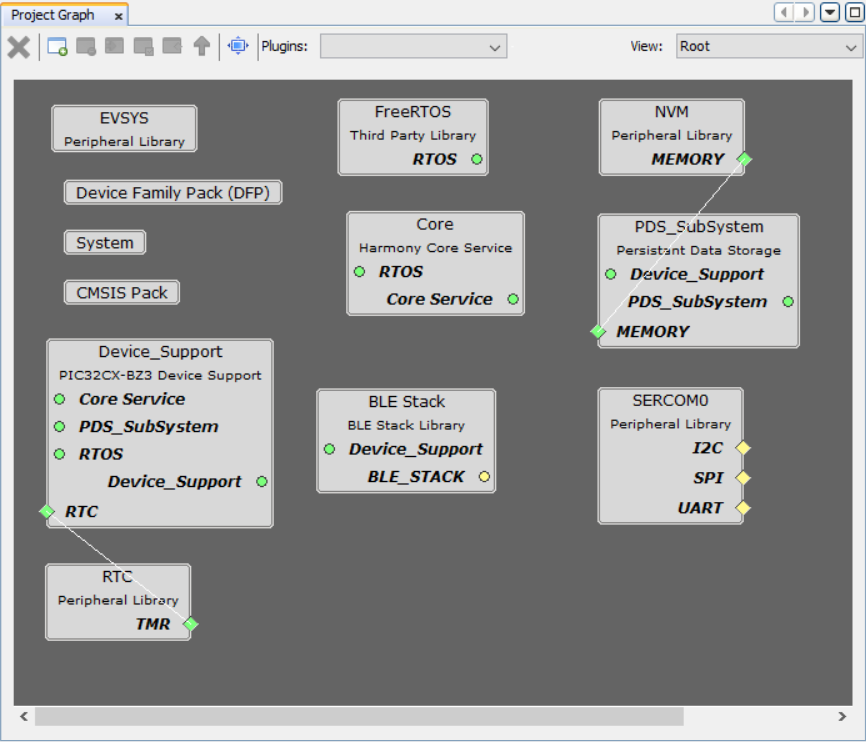 Project Graph x
Plugins:
View: Root
EVSYS
Peripheral Library
Device Family Pack (DFP)
System
CMSIS Pack
FreeRTOS
Third Party Library
RTOS
NVM
Peripheral Library
MEMORY
Core
Harmony Core Service
RTOS
Core Service
PDS_SubSystem
Persistant Data Storage
Device_Support
PDS_SubSystem
MEMORY
Device_Support
PIC32CX-BZ3 Device Support
Core Service
PDS_SubSystem
RTOS
Device_Support
RTC
BLE Stack
BLE Stack Library
Device_Support
BLE_STACK
SERCOM0
Peripheral Library
I2C
SPI
UART
RTC
Peripheral Library
TMR